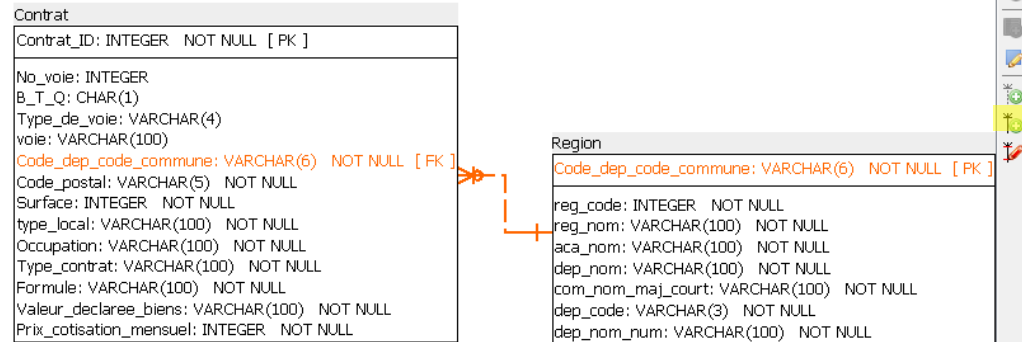 Contrat
Contrat_ID: INTEGER NOT NULL [ PK ]
No_voie: INTEGER
B_T_Q: CHAR(1)
Type_de_voie: VARCHAR(4)
voie: VARCHAR(100)
Code_dep_code_commune: VARCHAR(6) NOT NULL [ FK ]
Code_postal: VARCHAR(5) NOT NULL
Surface: INTEGER NOT NULL
type_local: VARCHAR(100) NOT NULL
Occupation: VARCHAR(100) NOT NULL
Type_contrat: VARCHAR(100) NOT NULL
Formule: VARCHAR(100) NOT NULL
Valeur_declaree_biens: VARCHAR(100) NOT NULL
Prix_cotisation_mensuel: INTEGER NOT NULL
Region
Code_dep_code_commune: VARCHAR(6) NOT NULL [ PK ]
reg_code: INTEGER NOT NULL
reg_nom: VARCHAR(100) NOT NULL
aca_nom: VARCHAR(100) NOT NULL
dep_nom: VARCHAR(100) NOT NULL
com_nom_maj_court: VARCHAR(100) NOT NULL
dep_code: VARCHAR(3) NOT NULL
dep_nom_num: VARCHAR(100) NOT NULL